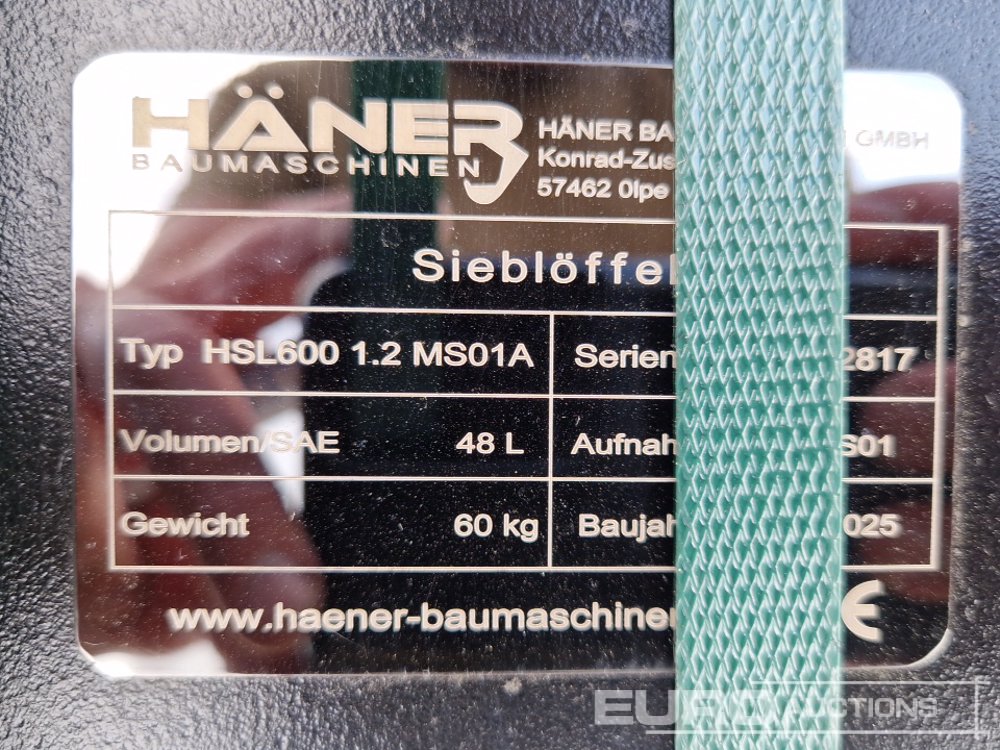 HÄNER
BAUMASCHINEN
HÄNER BA GMBH
Konrad-Zus
57462 Olpe
Sieblöffel
Typ HSL600 1.2 MS01A Serien 2817
Volumen/SAE 48 L Aufnah S01
Gewicht 60 kg Baujah 025
www.haener-baumaschinen
CE
EURO AUCTIONS